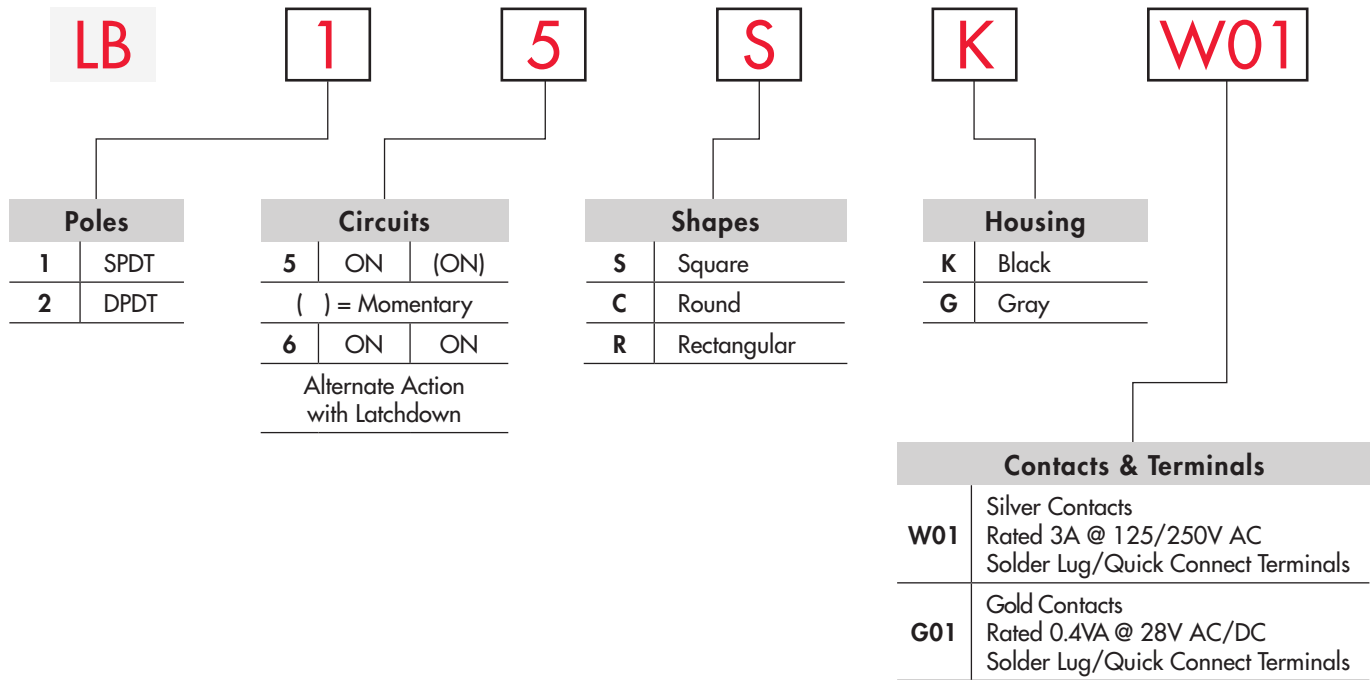 LB 1 5 S K W01
Poles
1 SPDT
2 DPDT
Circuits
5 ON (ON)
( ) = Momentary
6 ON ON
Alternate Action
with Latchdown
Shapes
S Square
C Round
R Rectangular
Housing
K Black
G Gray
Contacts & Terminals
Silver Contacts
W01 Rated 3A @ 125/250V AC
Solder Lug/Quick Connect Terminals
Gold Contacts
G01 Rated 0.4VA @ 28V AC/DC
Solder Lug/Quick Connect Terminals